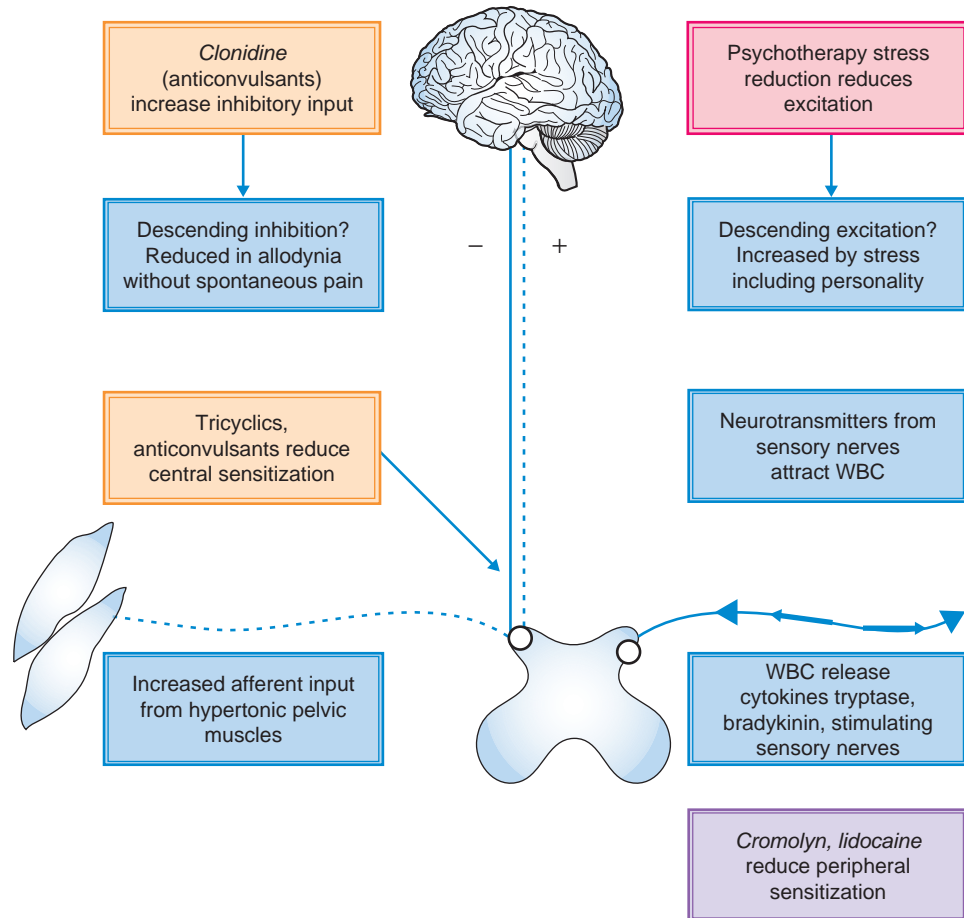 Clonidine
(anticonvulsants)
increase inhibitory input
Psychotherapy stress
reduction reduces
excitation
Descending inhibition?
Reduced in allodynia
without spontaneous pain
–
+
Descending excitation?
Increased by stress
including personality
Tricyclics,
anticonvulsants reduce
central sensitization
Neurotransmitters from
sensory nerves
attract WBC
Increased afferent input
from hypertonic pelvic
muscles
WBC release
cytokines tryptase,
bradykinin, stimulating
sensory nerves
Cromolyn, lidocaine
reduce peripheral
sensitization